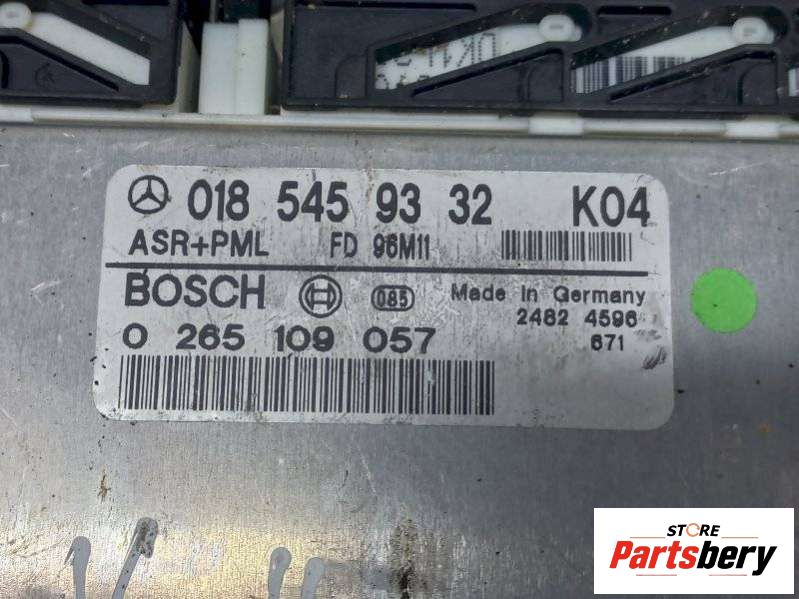 018 545 93 32 K04
ASR+PML FD 96M11
BOSCH 085 Made in Germany
0 265 109 057 2482 4596
671
STORE
Partsbery